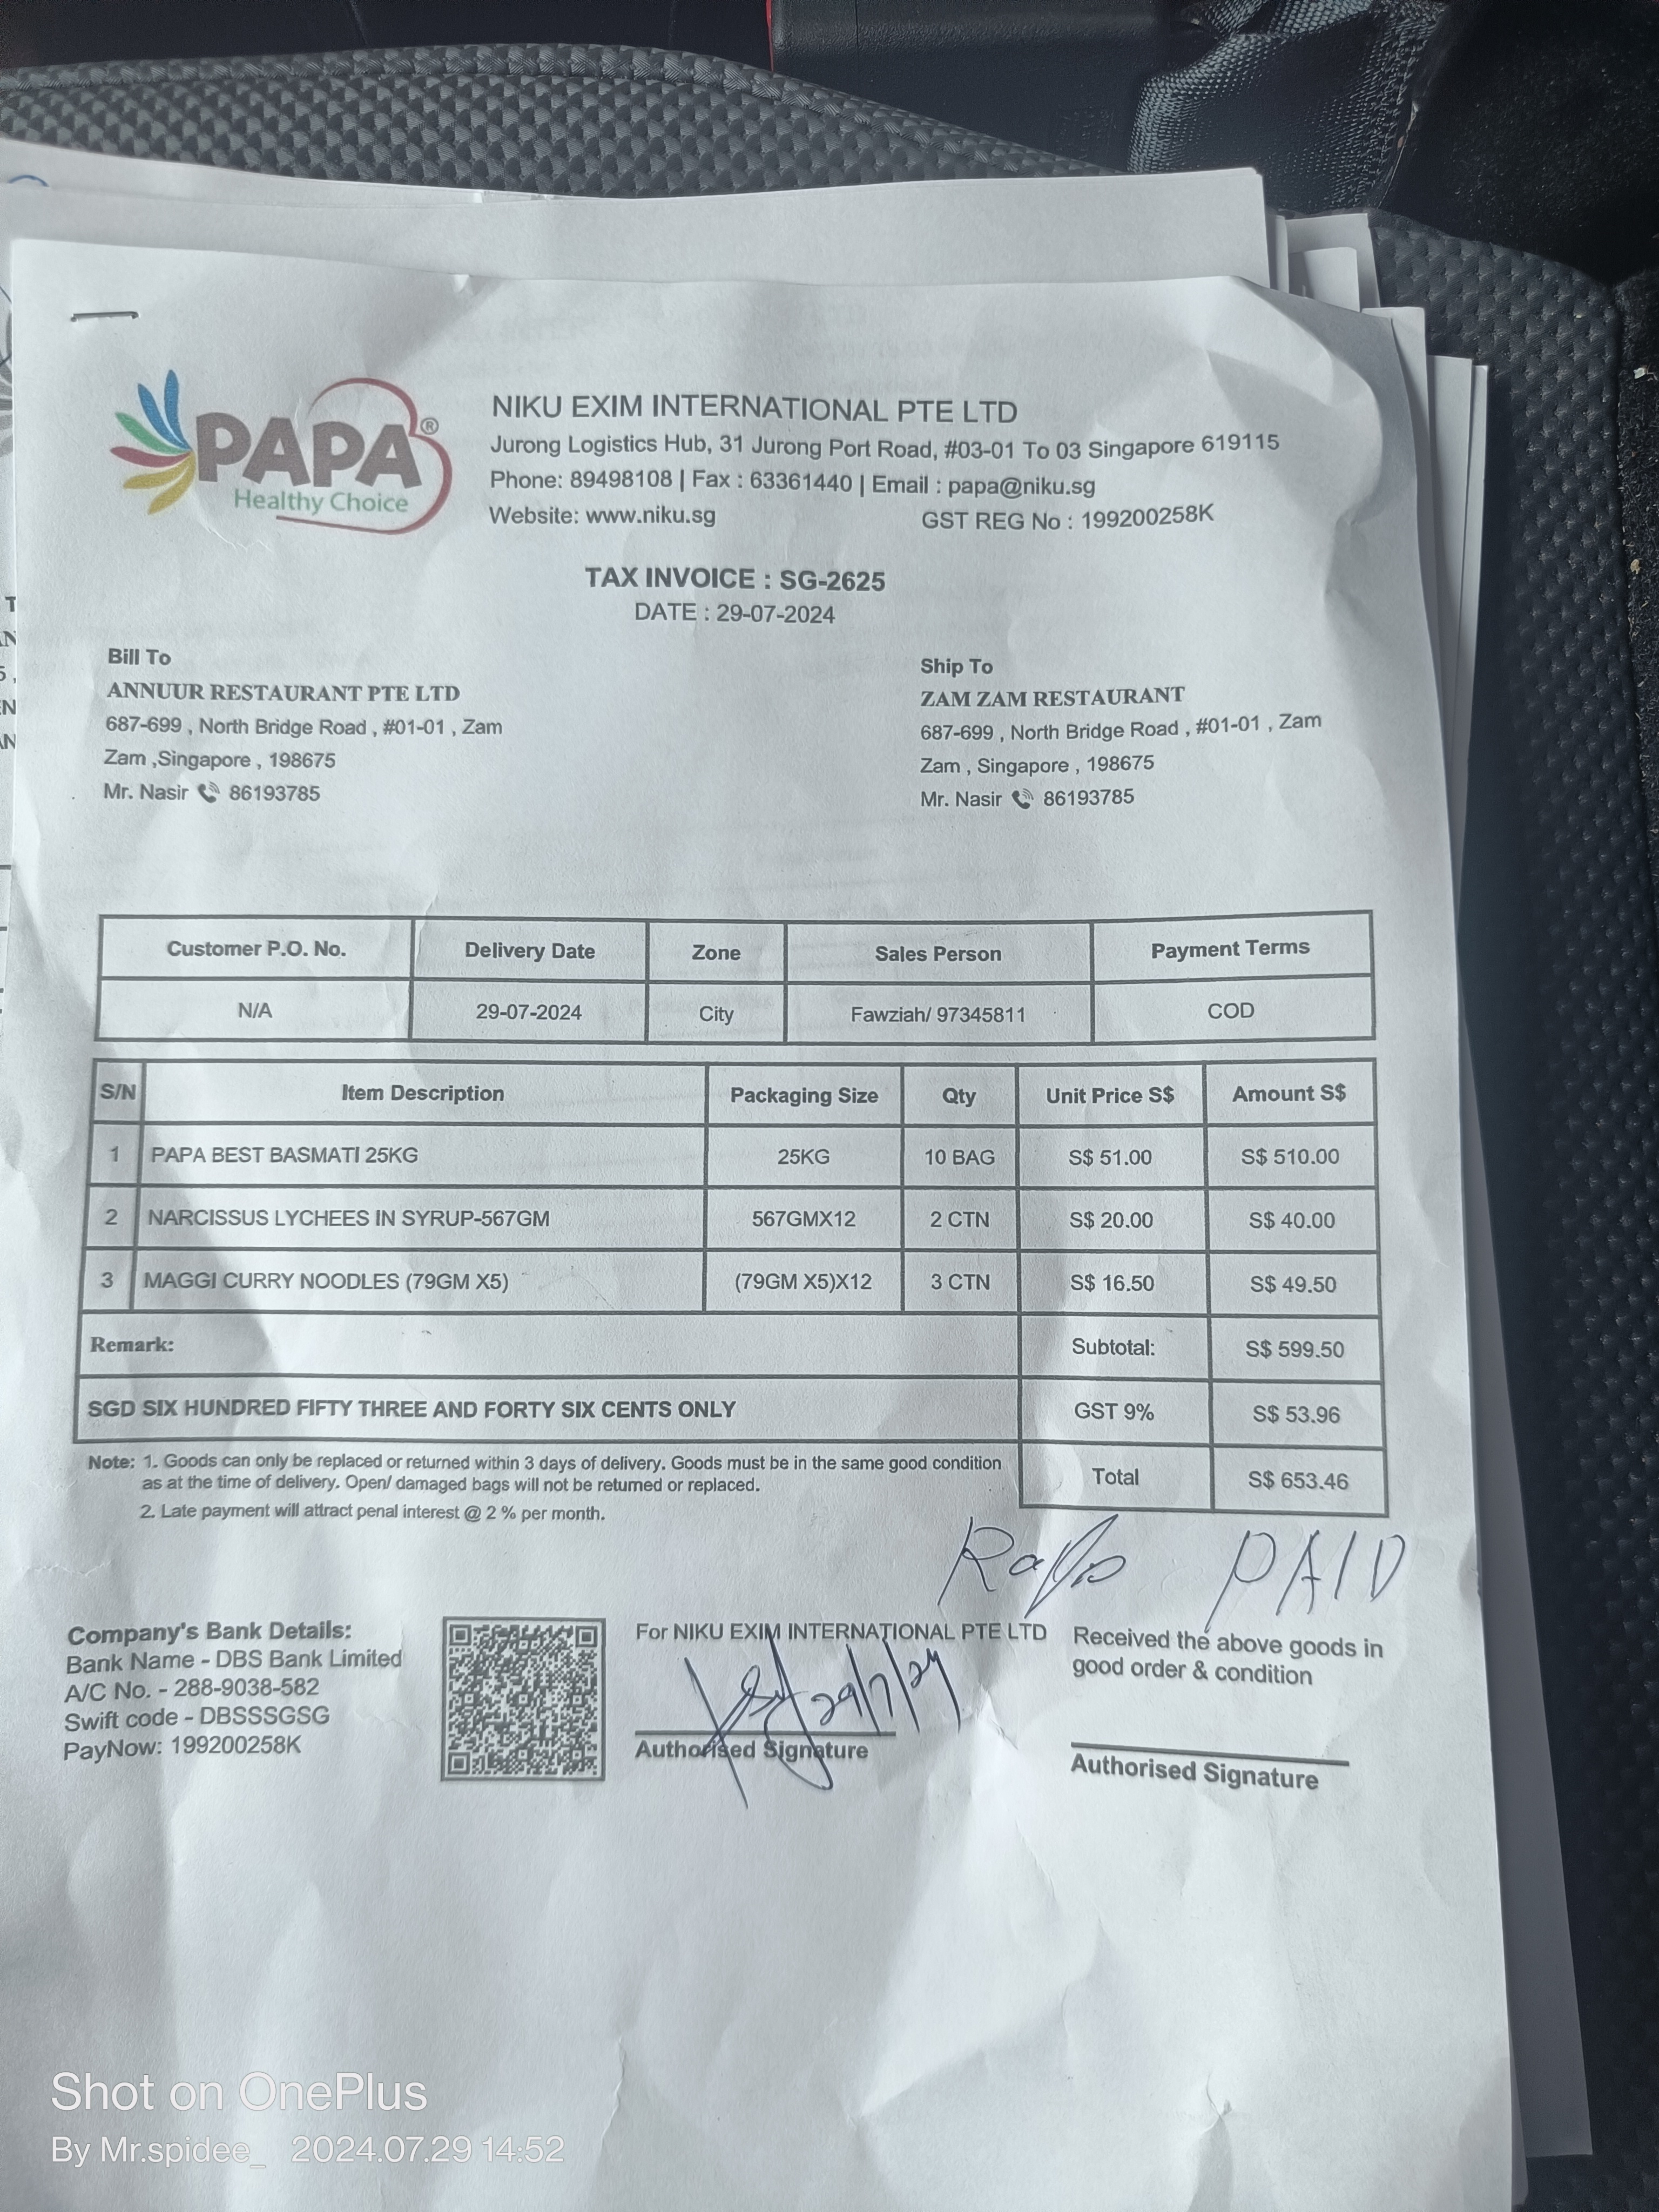 PAPA®
Healthy Choice
NIKU EXIM INTERNATIONAL PTE LTD
Jurong Logistics Hub, 31 Jurong Port Road, #03-01 To 03 Singapore 619115
Phone: 89498108 | Fax : 63361440 | Email : papa@niku.sg
Website: www.niku.sg GST REG No : 199200258K
TAX INVOICE : SG-2625
DATE : 29-07-2024
Bill To
ANNUUR RESTAURANT PTE LTD
687-699 , North Bridge Road , #01-01 , Zam
Zam ,Singapore , 198675
Mr. Nasir 86193785
Ship To
ZAM ZAM RESTAURANT
687-699 , North Bridge Road , #01-01 , Zam
Zam , Singapore , 198675
Mr. Nasir 86193785
Customer P.O. No. Delivery Date Zone Sales Person Payment Terms
N/A 29-07-2024 City Fawziah/ 97345811 COD
S/N Item Description Packaging Size Qty Unit Price S$ Amount S$
1 PAPA BEST BASMATI 25KG 25KG 10 BAG S$ 51.00 S$ 510.00
2 NARCISSUS LYCHEES IN SYRUP-567GM 567GMX12 2 CTN S$ 20.00 S$ 40.00
3 MAGGI CURRY NOODLES (79GM X5) (79GM X5)X12 3 CTN S$ 16.50 S$ 49.50
Remark: Subtotal: S$ 599.50
SGD SIX HUNDRED FIFTY THREE AND FORTY SIX CENTS ONLY GST 9% S$ 53.96
Total S$ 653.46
Note: 1. Goods can only be replaced or returned within 3 days of delivery. Goods must be in the same good condition
as at the time of delivery. Open/ damaged bags will not be returned or replaced.
2. Late payment will attract penal interest @ 2 % per month.
PAID
Company's Bank Details:
Bank Name - DBS Bank Limited
A/C No. - 288-9038-582
Swift code - DBSSSGSG
PayNow: 199200258K
For NIKU EXIM INTERNATIONAL PTE LTD
29/7/24
Authorised Signature
Received the above goods in
good order & condition
Authorised Signature
Shot on OnePlus
By Mr.spidee_ 2024.07.29 14:52